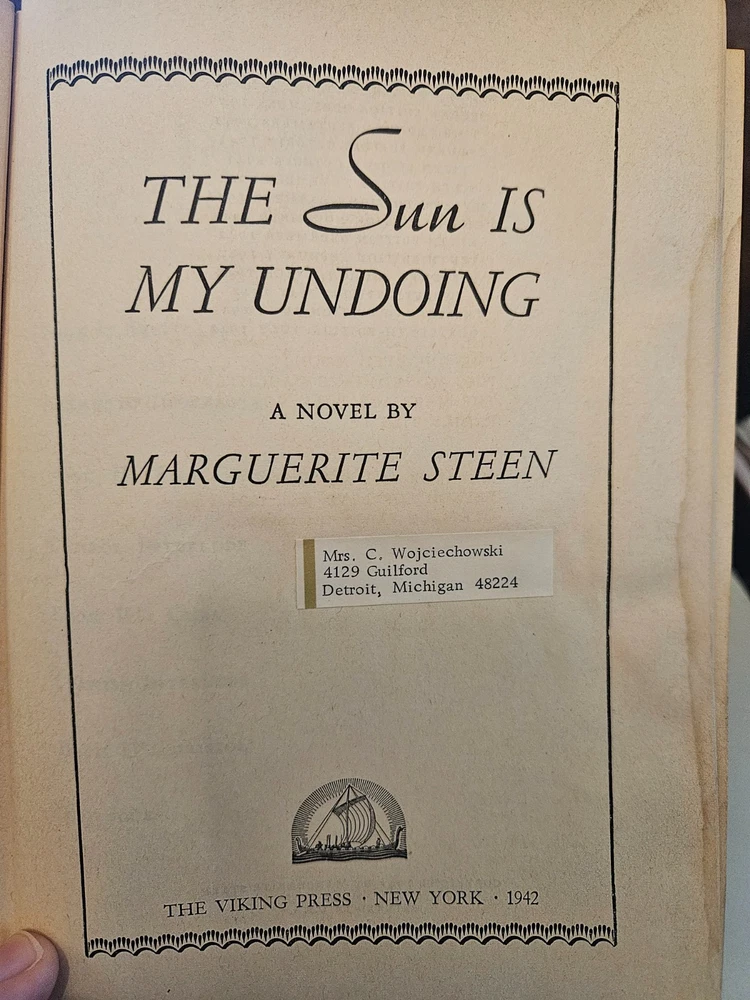 THE Sun IS
MY UNDOING
A NOVEL BY
MARGUERITE STEEN
Mrs. C. Wojciechowski
4129 Guilford
Detroit, Michigan 48224
THE VIKING PRESS · NEW YORK · 1942